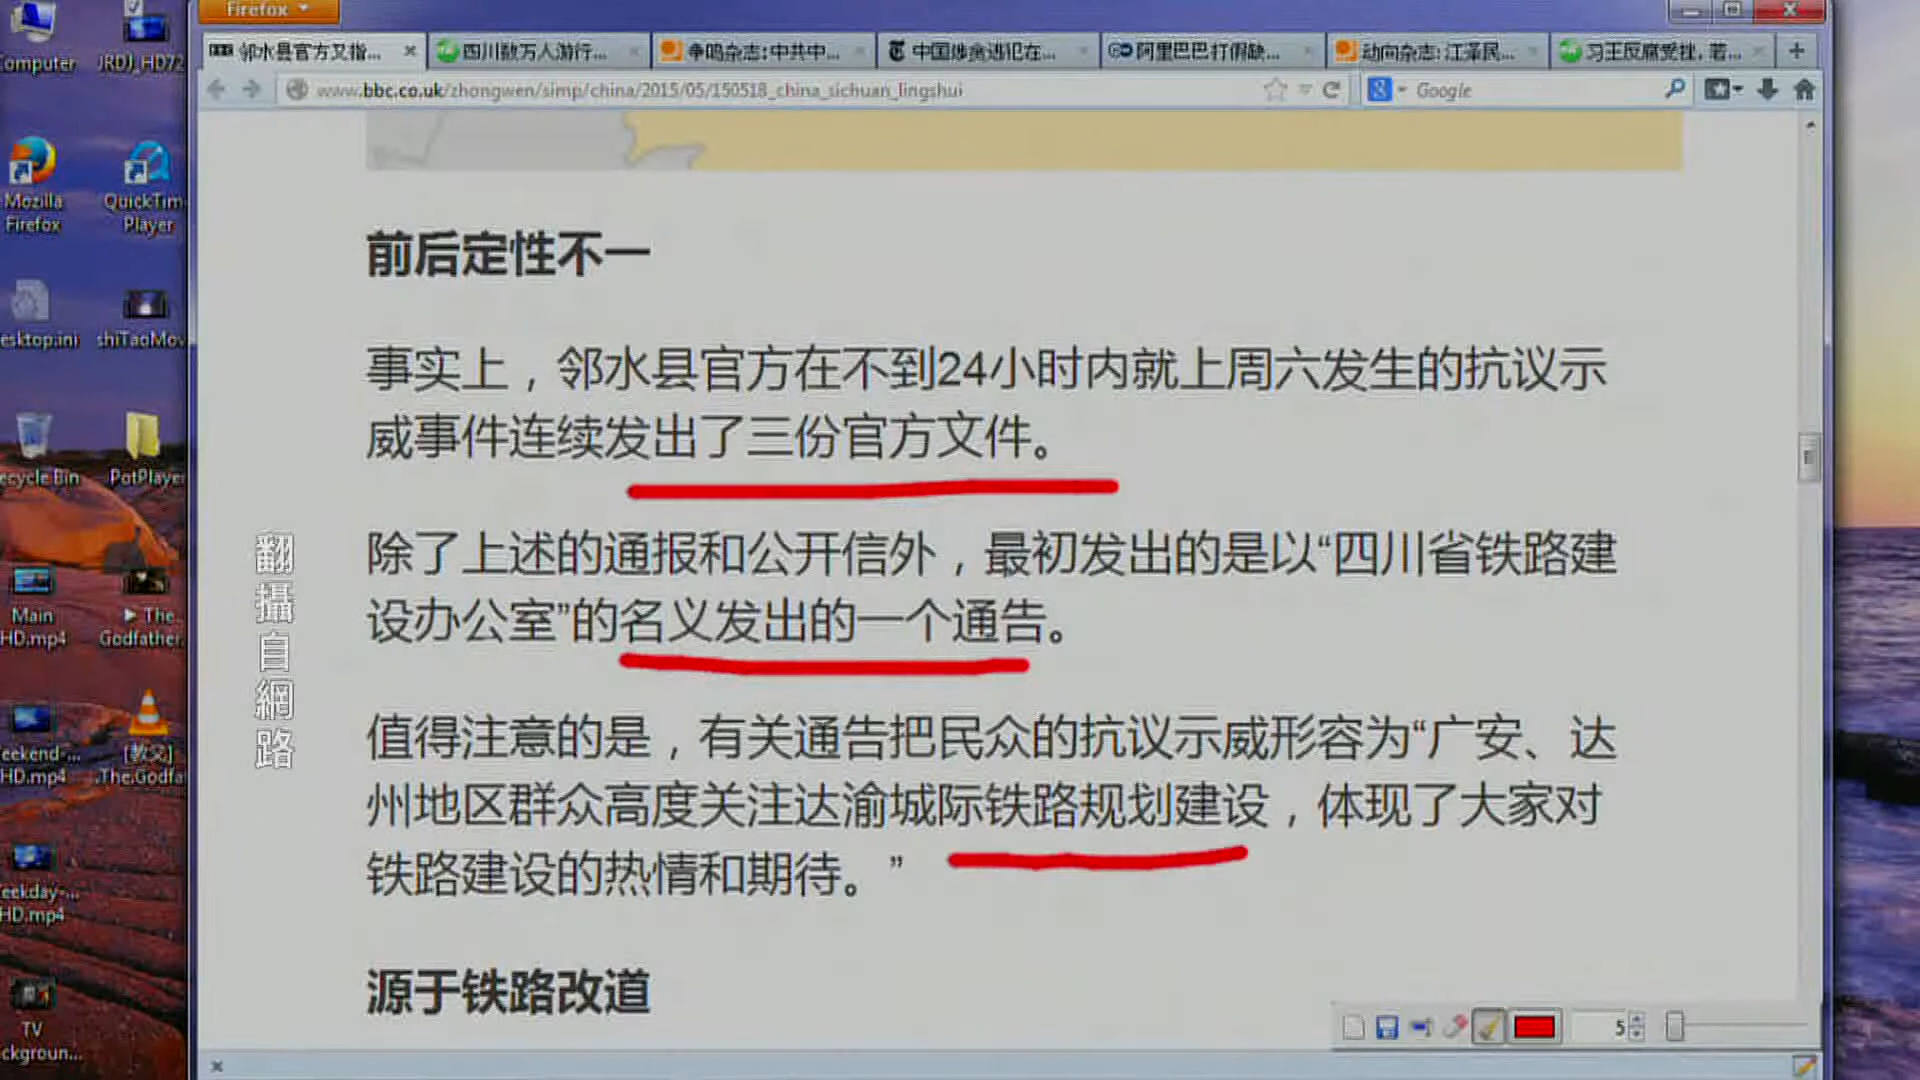 Firefox
邻水县官方又指...
四川数万人游行...
争鸣杂志:中共中...
中国涉贪逃犯在...
阿里巴巴打假缺...
动向杂志: 江泽民...
习王反腐受挫, 若...
www.bbc.co.uk/zhongwen/simp/china/2015/05/150518_china_sichuan_lingshui
Google
Computer
JRDJ_HD72
Mozilla
Firefox
QuickTim
Player
esktop.ini
shiTaoMov
ecycle Bin
PotPlayer
Main
HD.mp4
The
Godfather.
eekend-...
HD.mp4
[教父]
.The.Godfa
eekday-...
HD.mp4
TV
ckgroun...
翻攝自網路
前后定性不一
事实上，邻水县官方在不到24小时内就上周六发生的抗议示
威事件连续发出了三份官方文件。
除了上述的通报和公开信外，最初发出的是以“四川省铁路建
设办公室”的名义发出的一个通告。
值得注意的是，有关通告把民众的抗议示威形容为“广安、达
州地区群众高度关注达渝城际铁路规划建设，体现了大家对
铁路建设的热情和期待。”
源于铁路改道
5